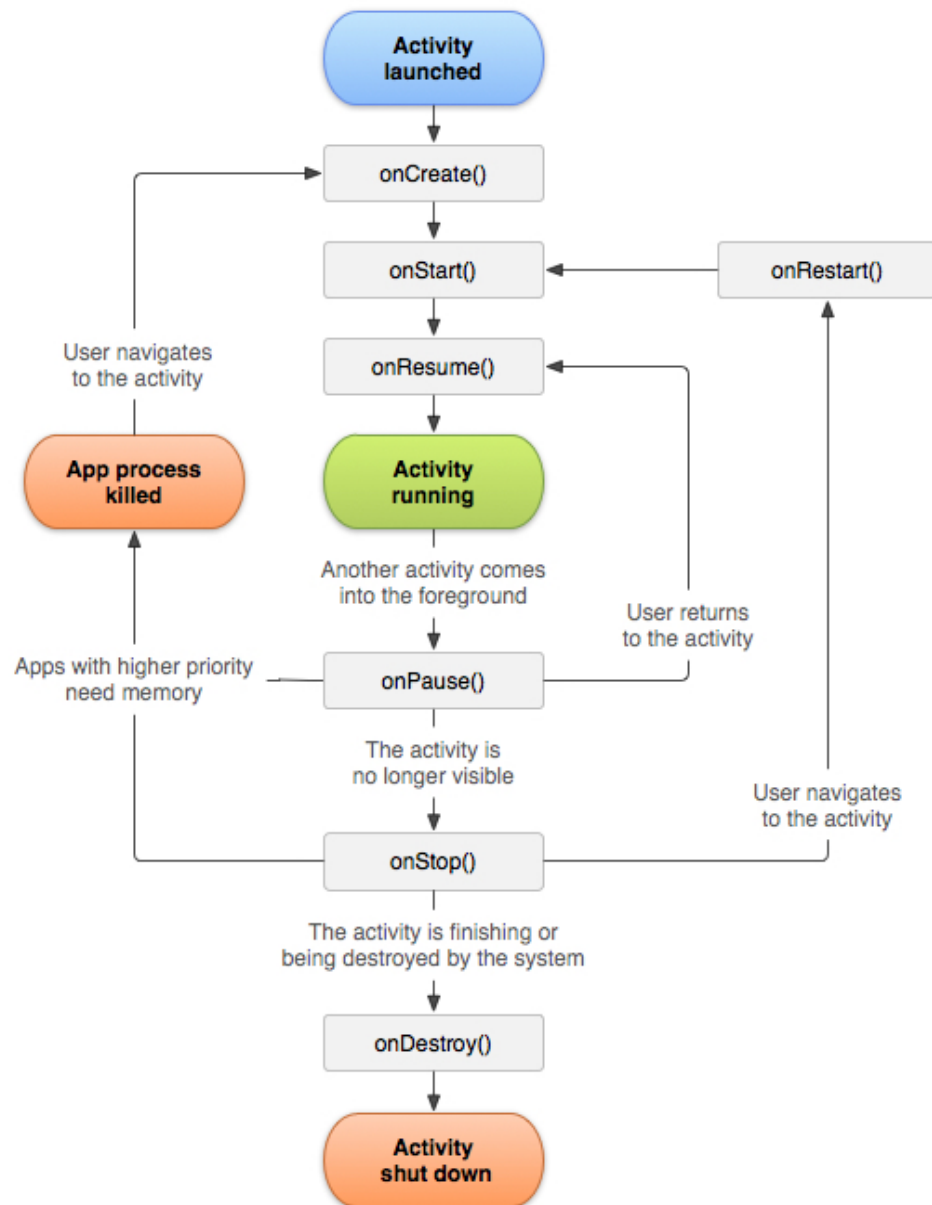 Activity
launched
onCreate()
onStart()
onRestart()
User navigates
to the activity
onResume()
App process
killed
Activity
running
Another activity comes
into the foreground
User returns
to the activity
Apps with higher priority
need memory
onPause()
The activity is
no longer visible
User navigates
to the activity
onStop()
The activity is finishing or
being destroyed by the system
onDestroy()
Activity
shut down